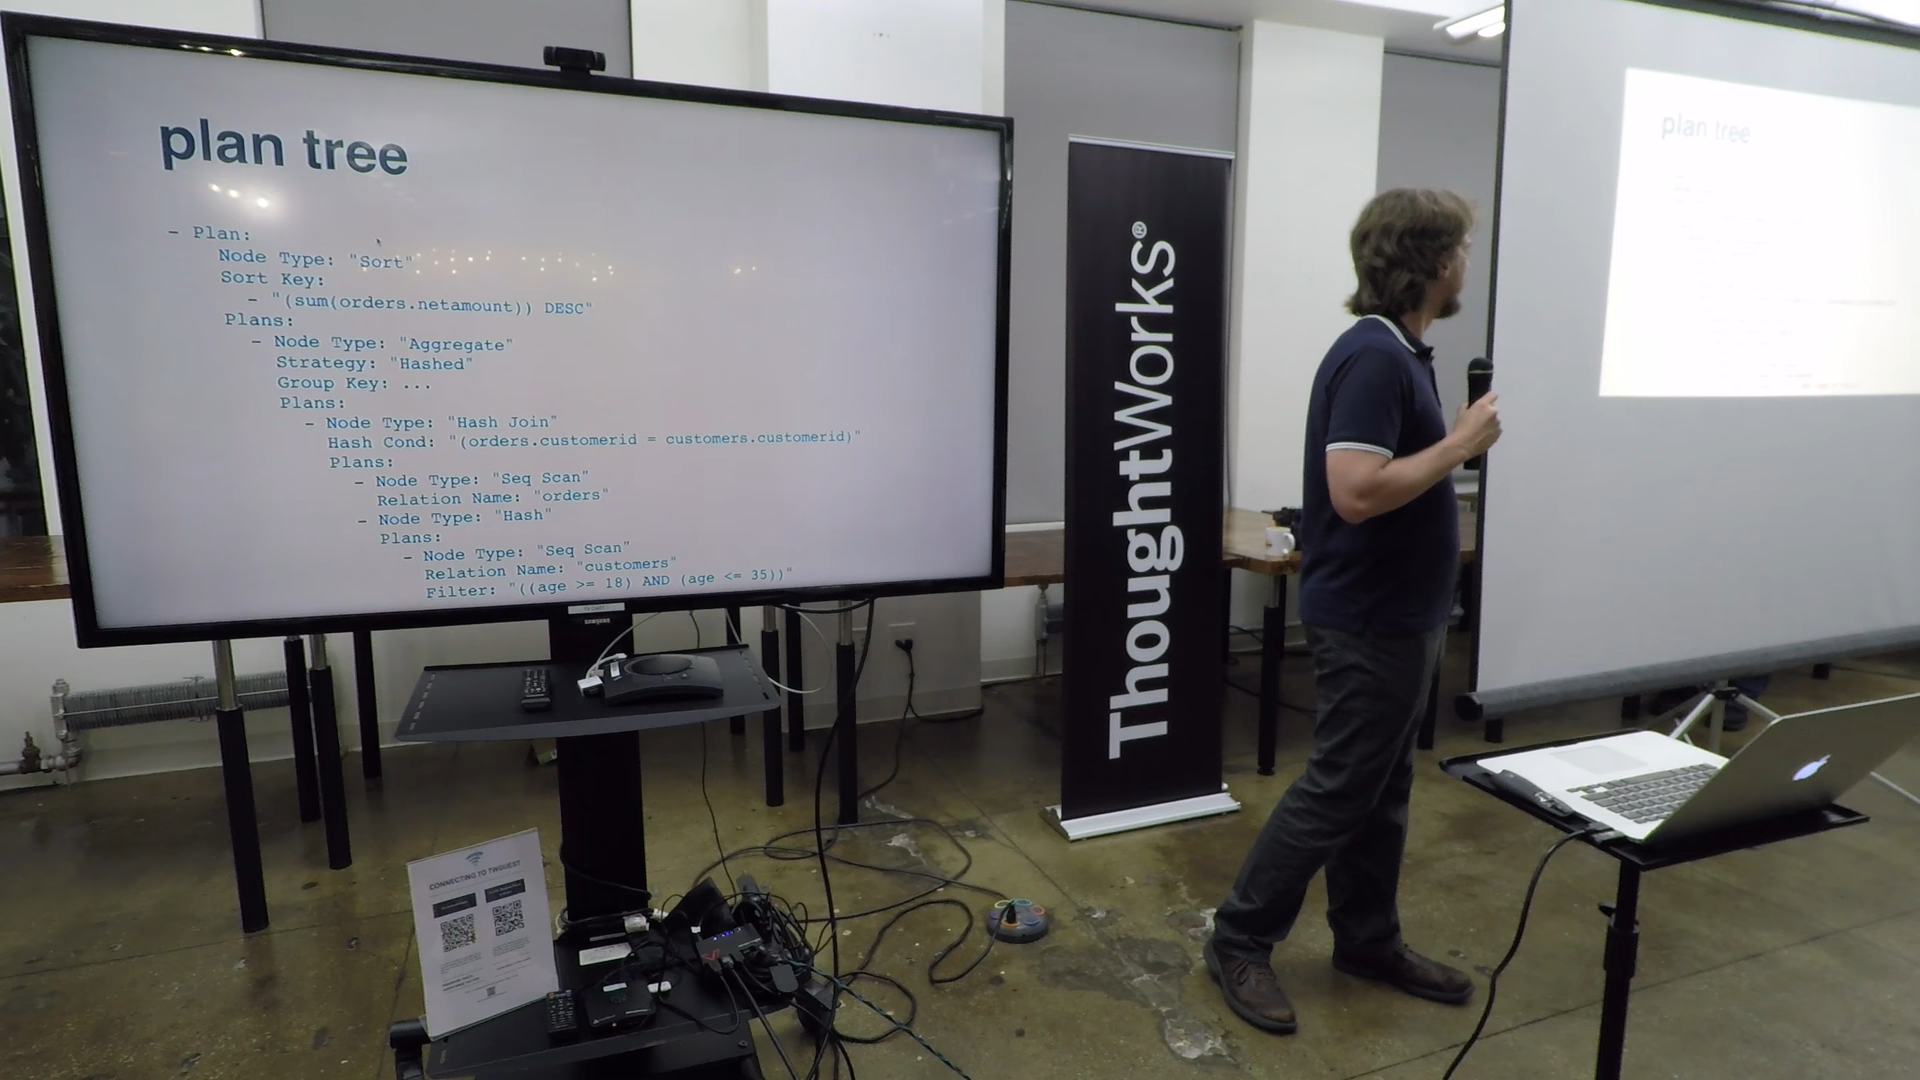 plan tree
- Plan:
Node Type: "Sort"
Sort Key:
- "(sum(orders.netamount)) DESC"
Plans:
- Node Type: "Aggregate"
Strategy: "Hashed"
Group Key: ...
Plans:
- Node Type: "Hash Join"
Hash Cond: "(orders.customerid = customers.customerid)"
Plans:
- Node Type: "Seq Scan"
Relation Name: "orders"
- Node Type: "Hash"
Plans:
- Node Type: "Seq Scan"
Relation Name: "customers"
Filter: "((age >= 18) AND (age <= 35))"
SAMSUNG
ThoughtWorks®
plan tree
CONNECTING TO TWGUEST